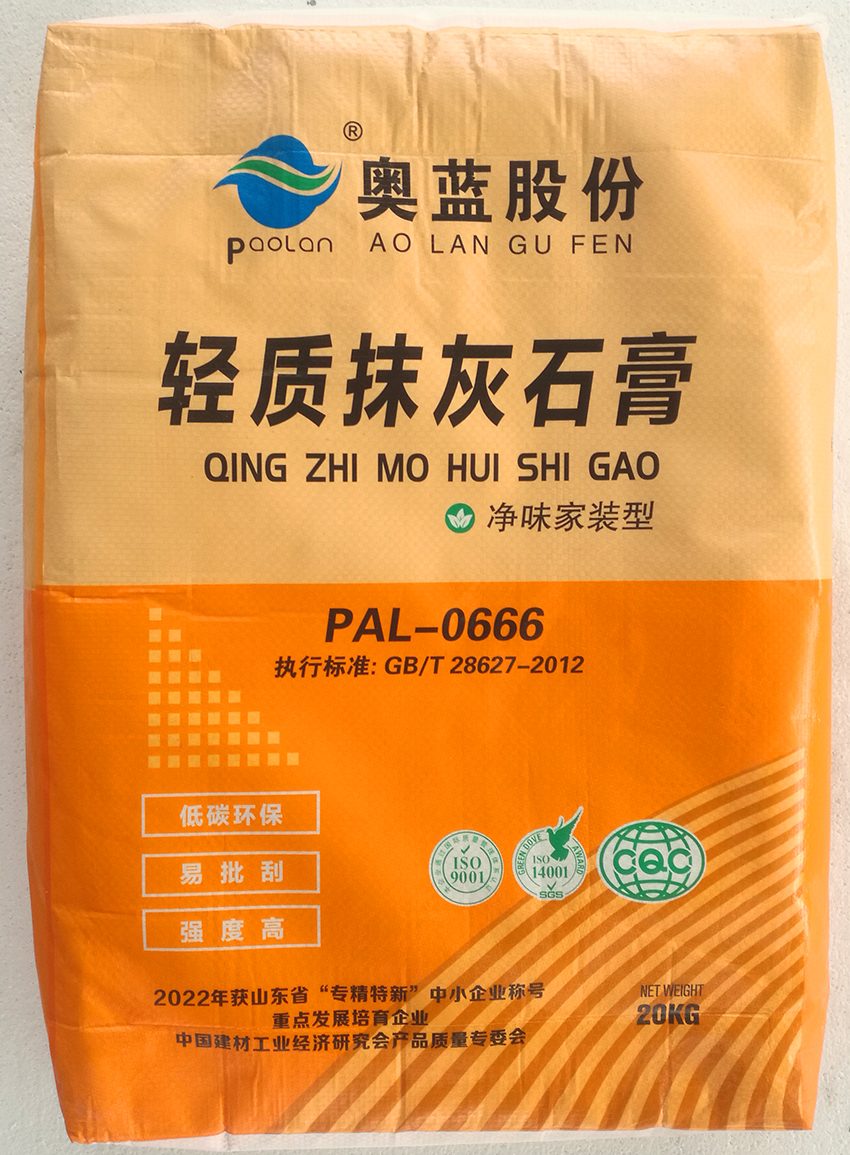 ®
奥蓝股份
paolan
AO LAN GU FEN
轻质抹灰石膏
QING ZHI MO HUI SHI GAO
净味家装型
PAL-0666
执行标准: GB/T 28627-2012
低碳环保
易批刮
强度高
ISO
9001
GREEN DOVE AWARD
ISO
14001
SGS
CQC
2022年获山东省“专精特新”中小企业称号
重点发展培育企业
中国建材工业经济研究会产品质量专委会
NET WEIGHT
20KG